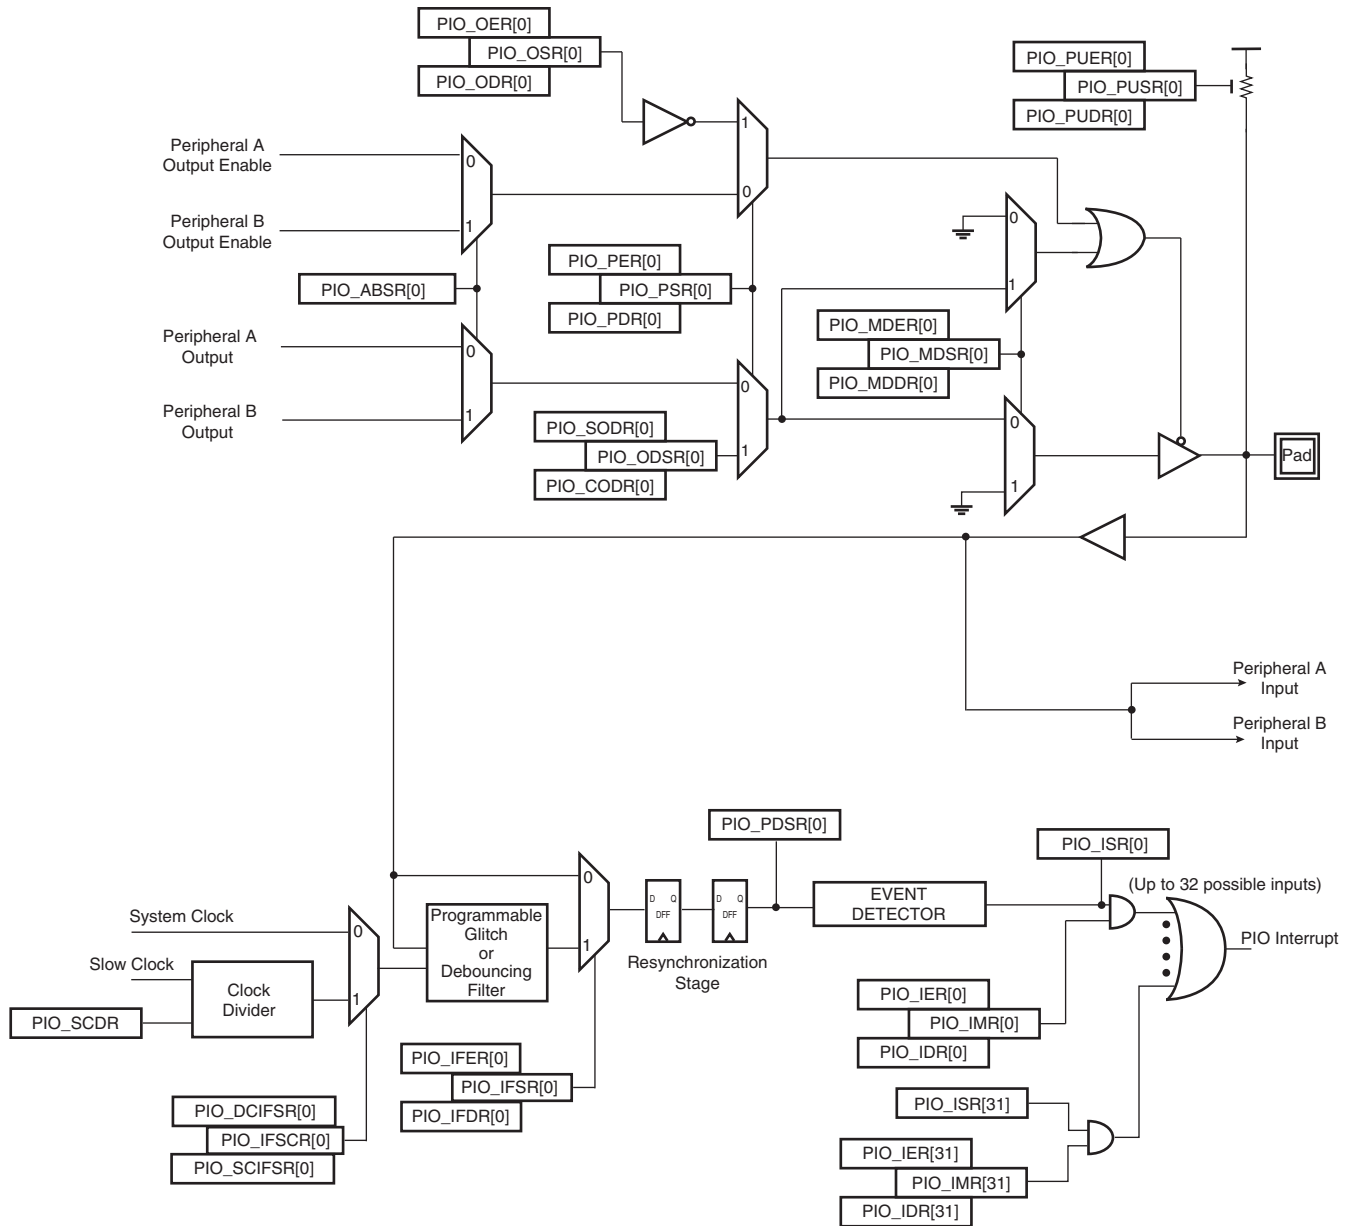 PIO_OER[0]
PIO_OSR[0]
PIO_ODR[0]
PIO_PUER[0]
PIO_PUSR[0]
PIO_PUDR[0]
1
0
Peripheral A
Output Enable
0
Peripheral B
Output Enable
1
PIO_ABSR[0]
PIO_PER[0]
PIO_PSR[0]
PIO_PDR[0]
0
1
PIO_MDER[0]
PIO_MDSR[0]
PIO_MDDR[0]
Peripheral A
Output
0
Peripheral B
Output
1
0
1
PIO_SODR[0]
PIO_ODSR[0]
PIO_CODR[0]
0
1
Pad
Peripheral A
Input
Peripheral B
Input
PIO_PDSR[0]
PIO_ISR[0]
(Up to 32 possible inputs)
0
1
D Q
DFF
D Q
DFF
EVENT
DETECTOR
PIO Interrupt
Resynchronization
Stage
System Clock
Slow Clock
0
1
Programmable
Glitch
or
Debouncing
Filter
Clock
Divider
PIO_SCDR
PIO_IER[0]
PIO_IMR[0]
PIO_IDR[0]
PIO_IFER[0]
PIO_IFSR[0]
PIO_IFDR[0]
PIO_DCIFSR[0]
PIO_IFSCR[0]
PIO_SCIFSR[0]
PIO_ISR[31]
PIO_IER[31]
PIO_IMR[31]
PIO_IDR[31]